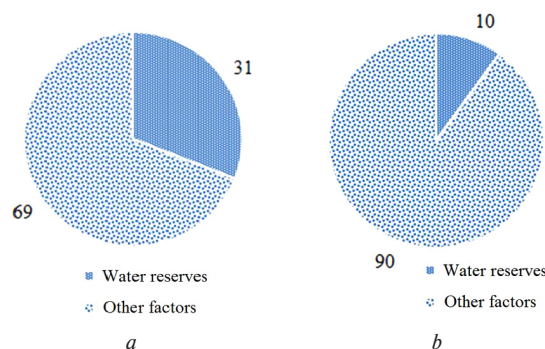 31
69
Water reserves
Other factors
a
10
90
Water reserves
Other factors
b